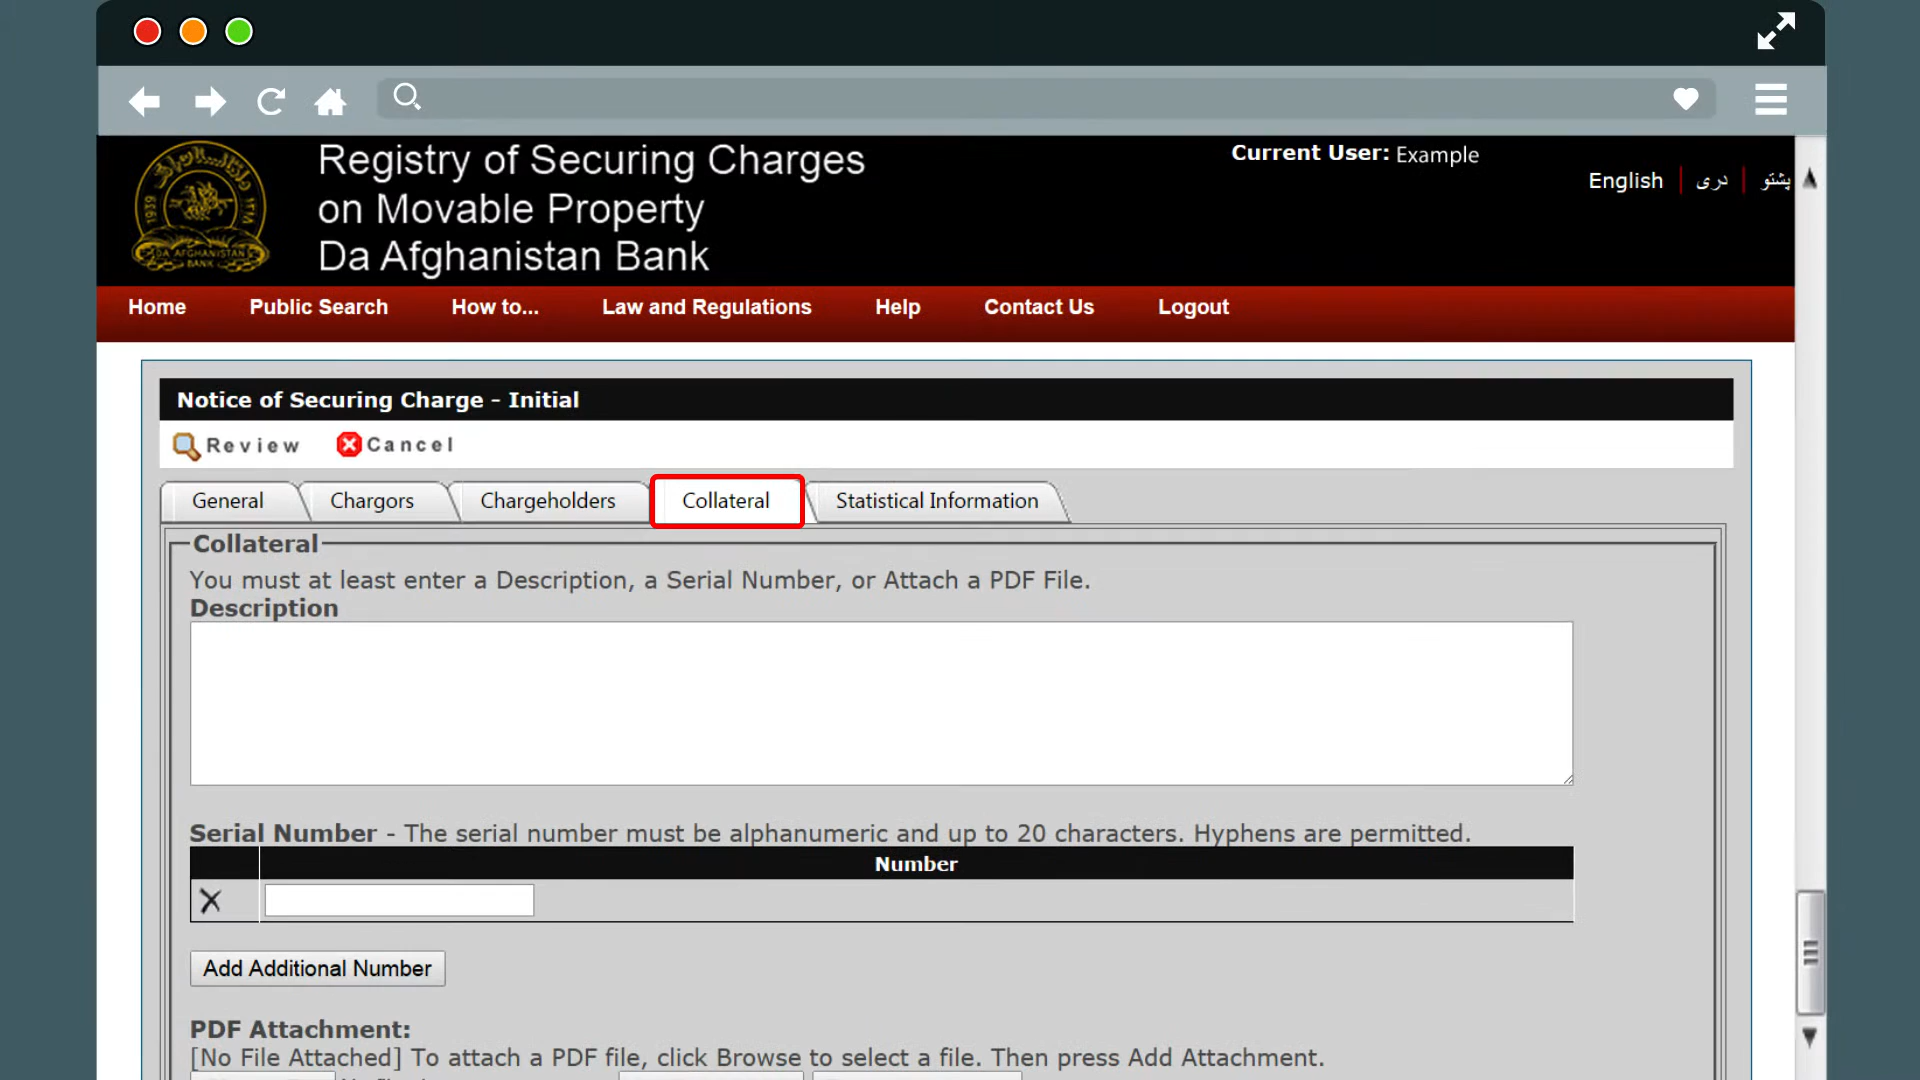 Registry of Securing Charges
on Movable Property
Da Afghanistan Bank
DA AFGHANISTAN
BANK
1939
Current User: Example
English | دری | پښتو
Home Public Search How to... Law and Regulations Help Contact Us Logout
Notice of Securing Charge - Initial
Review Cancel
General Chargors Chargeholders Collateral Statistical Information
Collateral
You must at least enter a Description, a Serial Number, or Attach a PDF File.
Description
Serial Number - The serial number must be alphanumeric and up to 20 characters. Hyphens are permitted.
Number
Add Additional Number
PDF Attachment:
[No File Attached] To attach a PDF file, click Browse to select a file. Then press Add Attachment.